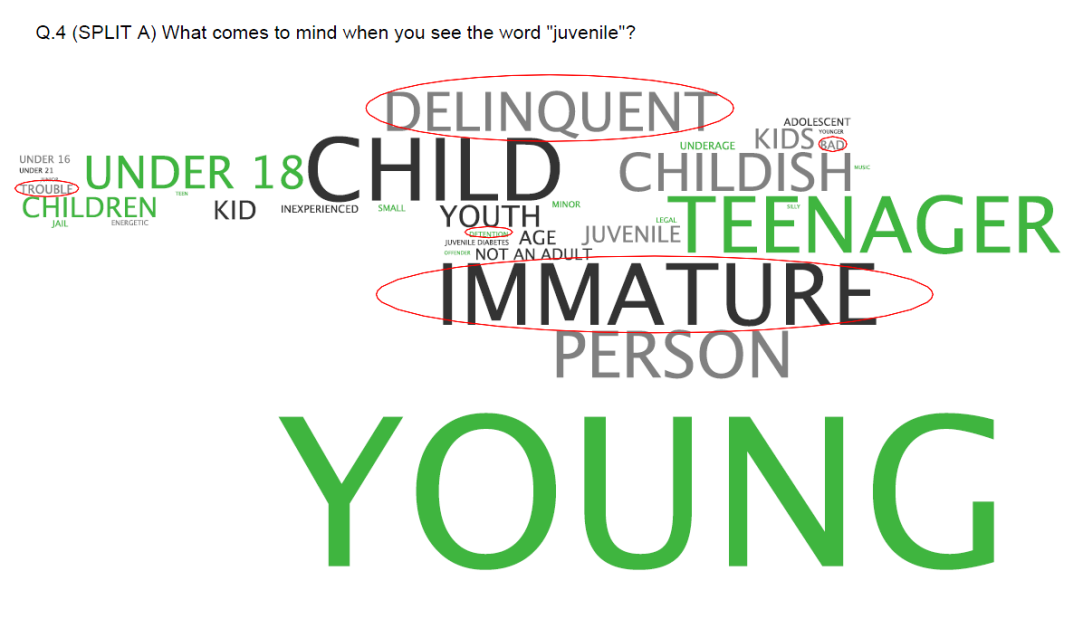 Q.4 (SPLIT A) What comes to mind when you see the word "juvenile"?
DELINQUENT
ADOLESCENT
YOUNGER
KIDS
BAD
UNDERAGE
CHILD
CHILDISH
MUSIC
UNDER 16
UNDER 21
UNDER 18
TROUBLE
TEEN
CHILDREN
KID
INEXPERIENCED
SMALL
YOUTH
MINOR
SILLY
TEENAGER
JAIL
ENERGETIC
LEGAL
DETENTION
AGE
JUVENILE
JUVENILE DIABETES
OFFENDER
NOT AN ADULT
IMMATURE
PERSON
YOUNG